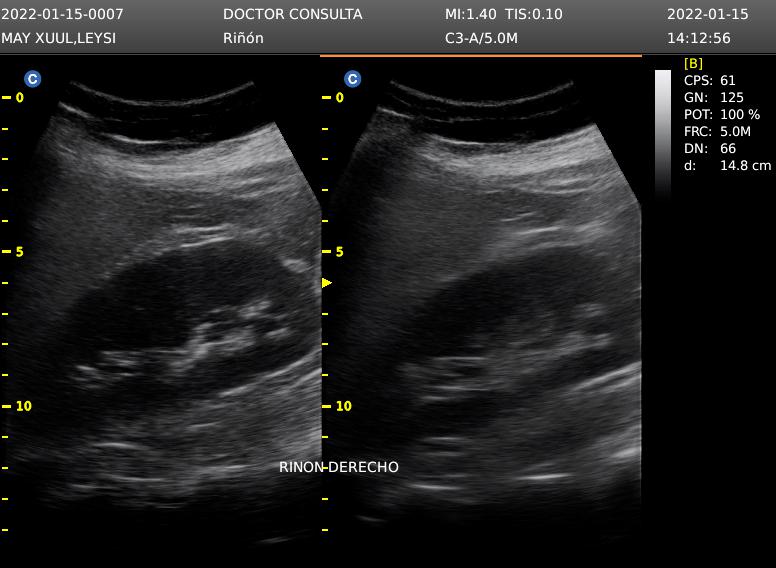 2022-01-15-0007 DOCTOR CONSULTA MI:1.40 TIS:0.10 2022-01-15
MAY XUUL,LEYSI Riñón C3-A/5.0M 14:12:56
[B]
C C CPS: 61
0 0 GN: 125
POT: 100 %
FRC: 5.0M
DN: 66
d: 14.8 cm
5 5
10 10
RINON DERECHO